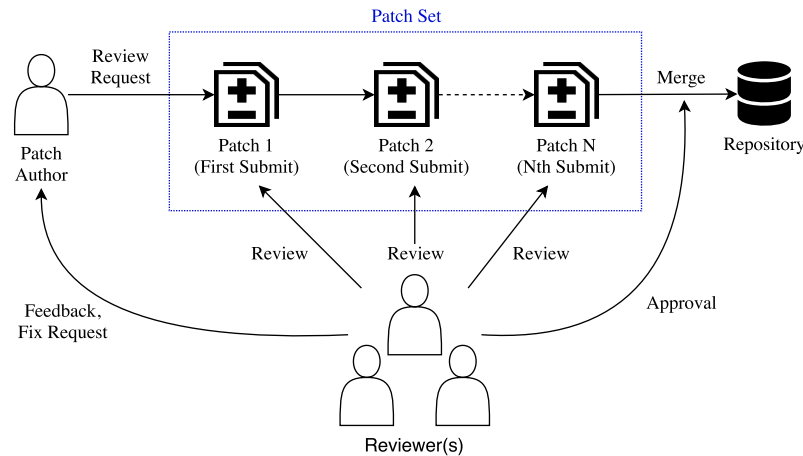 Patch Set
Review
Request
Merge
Patch
Author
Patch 1
(First Submit)
Patch 2
(Second Submit)
Patch N
(Nth Submit)
Repository
Review
Review
Review
Feedback,
Fix Request
Approval
Reviewer(s)